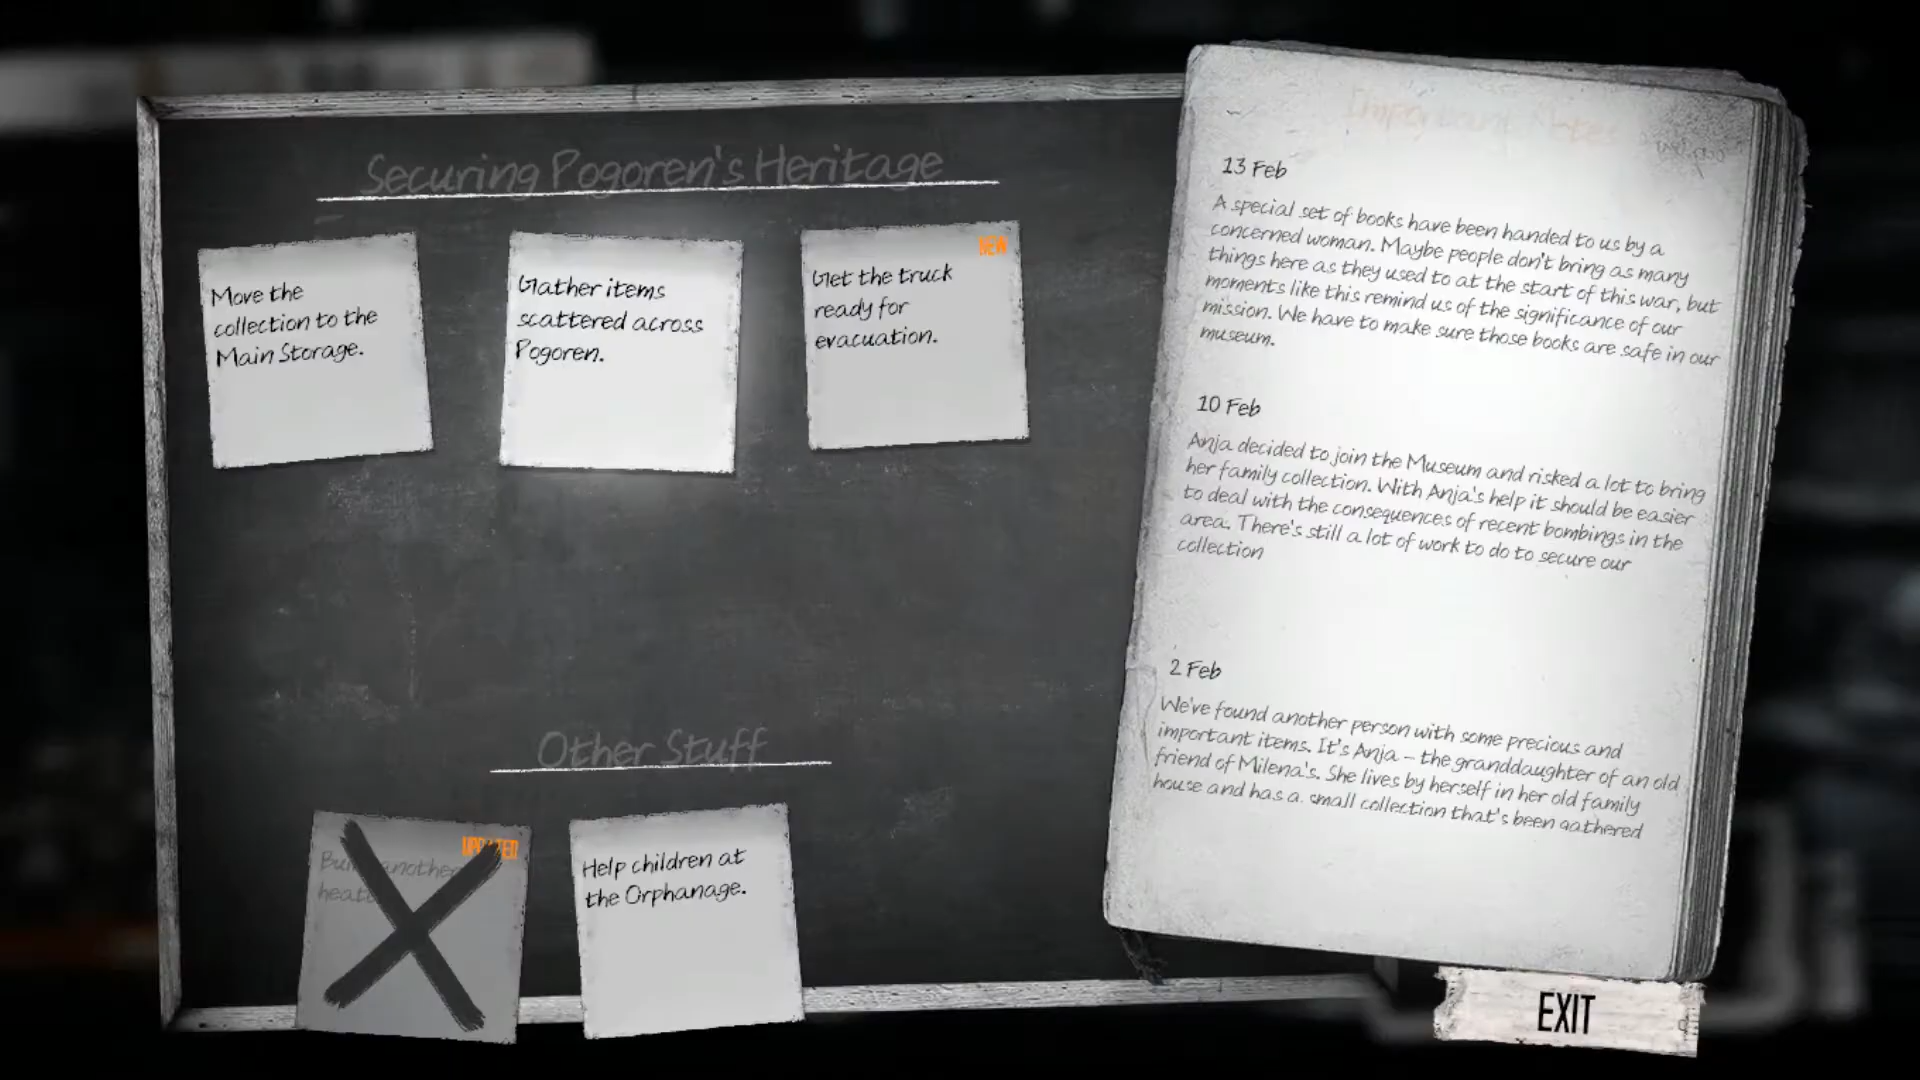 Securing Pogoren's Heritage
Move the
collection to the
Main Storage.
Gather items
scattered across
Pogoren.
NEW
Get the truck
ready for
evacuation.
Other Stuff
UPDATED
another
Help children at
the Orphanage.
Important Notes
13 Feb
A special set of books have been handed to us by a
concerned woman. Maybe people don't bring as many
things here as they used to at the start of this war, but
moments like this remind us of the significance of our
mission. We have to make sure those books are safe in our
museum.
10 Feb
Anja decided to join the Museum and risked a lot to bring
her family collection. With Anja's help it should be easier
to deal with the consequences of recent bombings in the
area. There's still a lot of work to do to secure our
collection
2 Feb
We've found another person with some precious and
important items. It's Anja – the granddaughter of an old
friend of Milena's. She lives by herself in her old family
house and has a small collection that's been gathered
EXIT